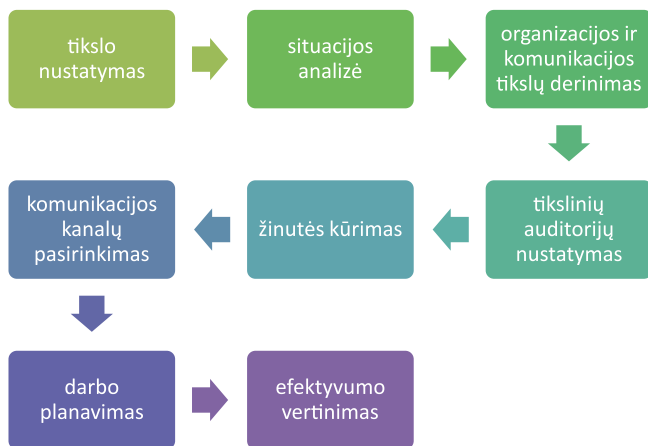 tikslo
nustatymas
situacijos
analizė
organizacijos ir
komunikacijos
tikslų derinimas
tikslinių
auditorijų
nustatymas
žinutės kūrimas
komunikacijos
kanalų
pasirinkimas
darbo
planavimas
efektyvumo
vertinimas